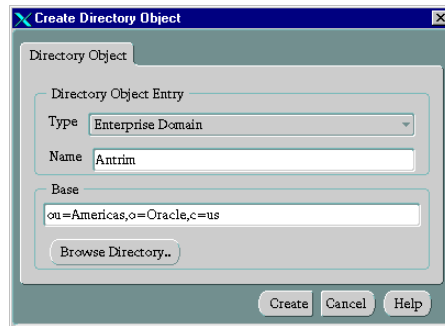 Create Directory Object
Directory Object
Directory Object Entry
Type Enterprise Domain
Name Antrim
Base
ou=Americas,o=Oracle,c=us
Browse Directory..
Create Cancel Help